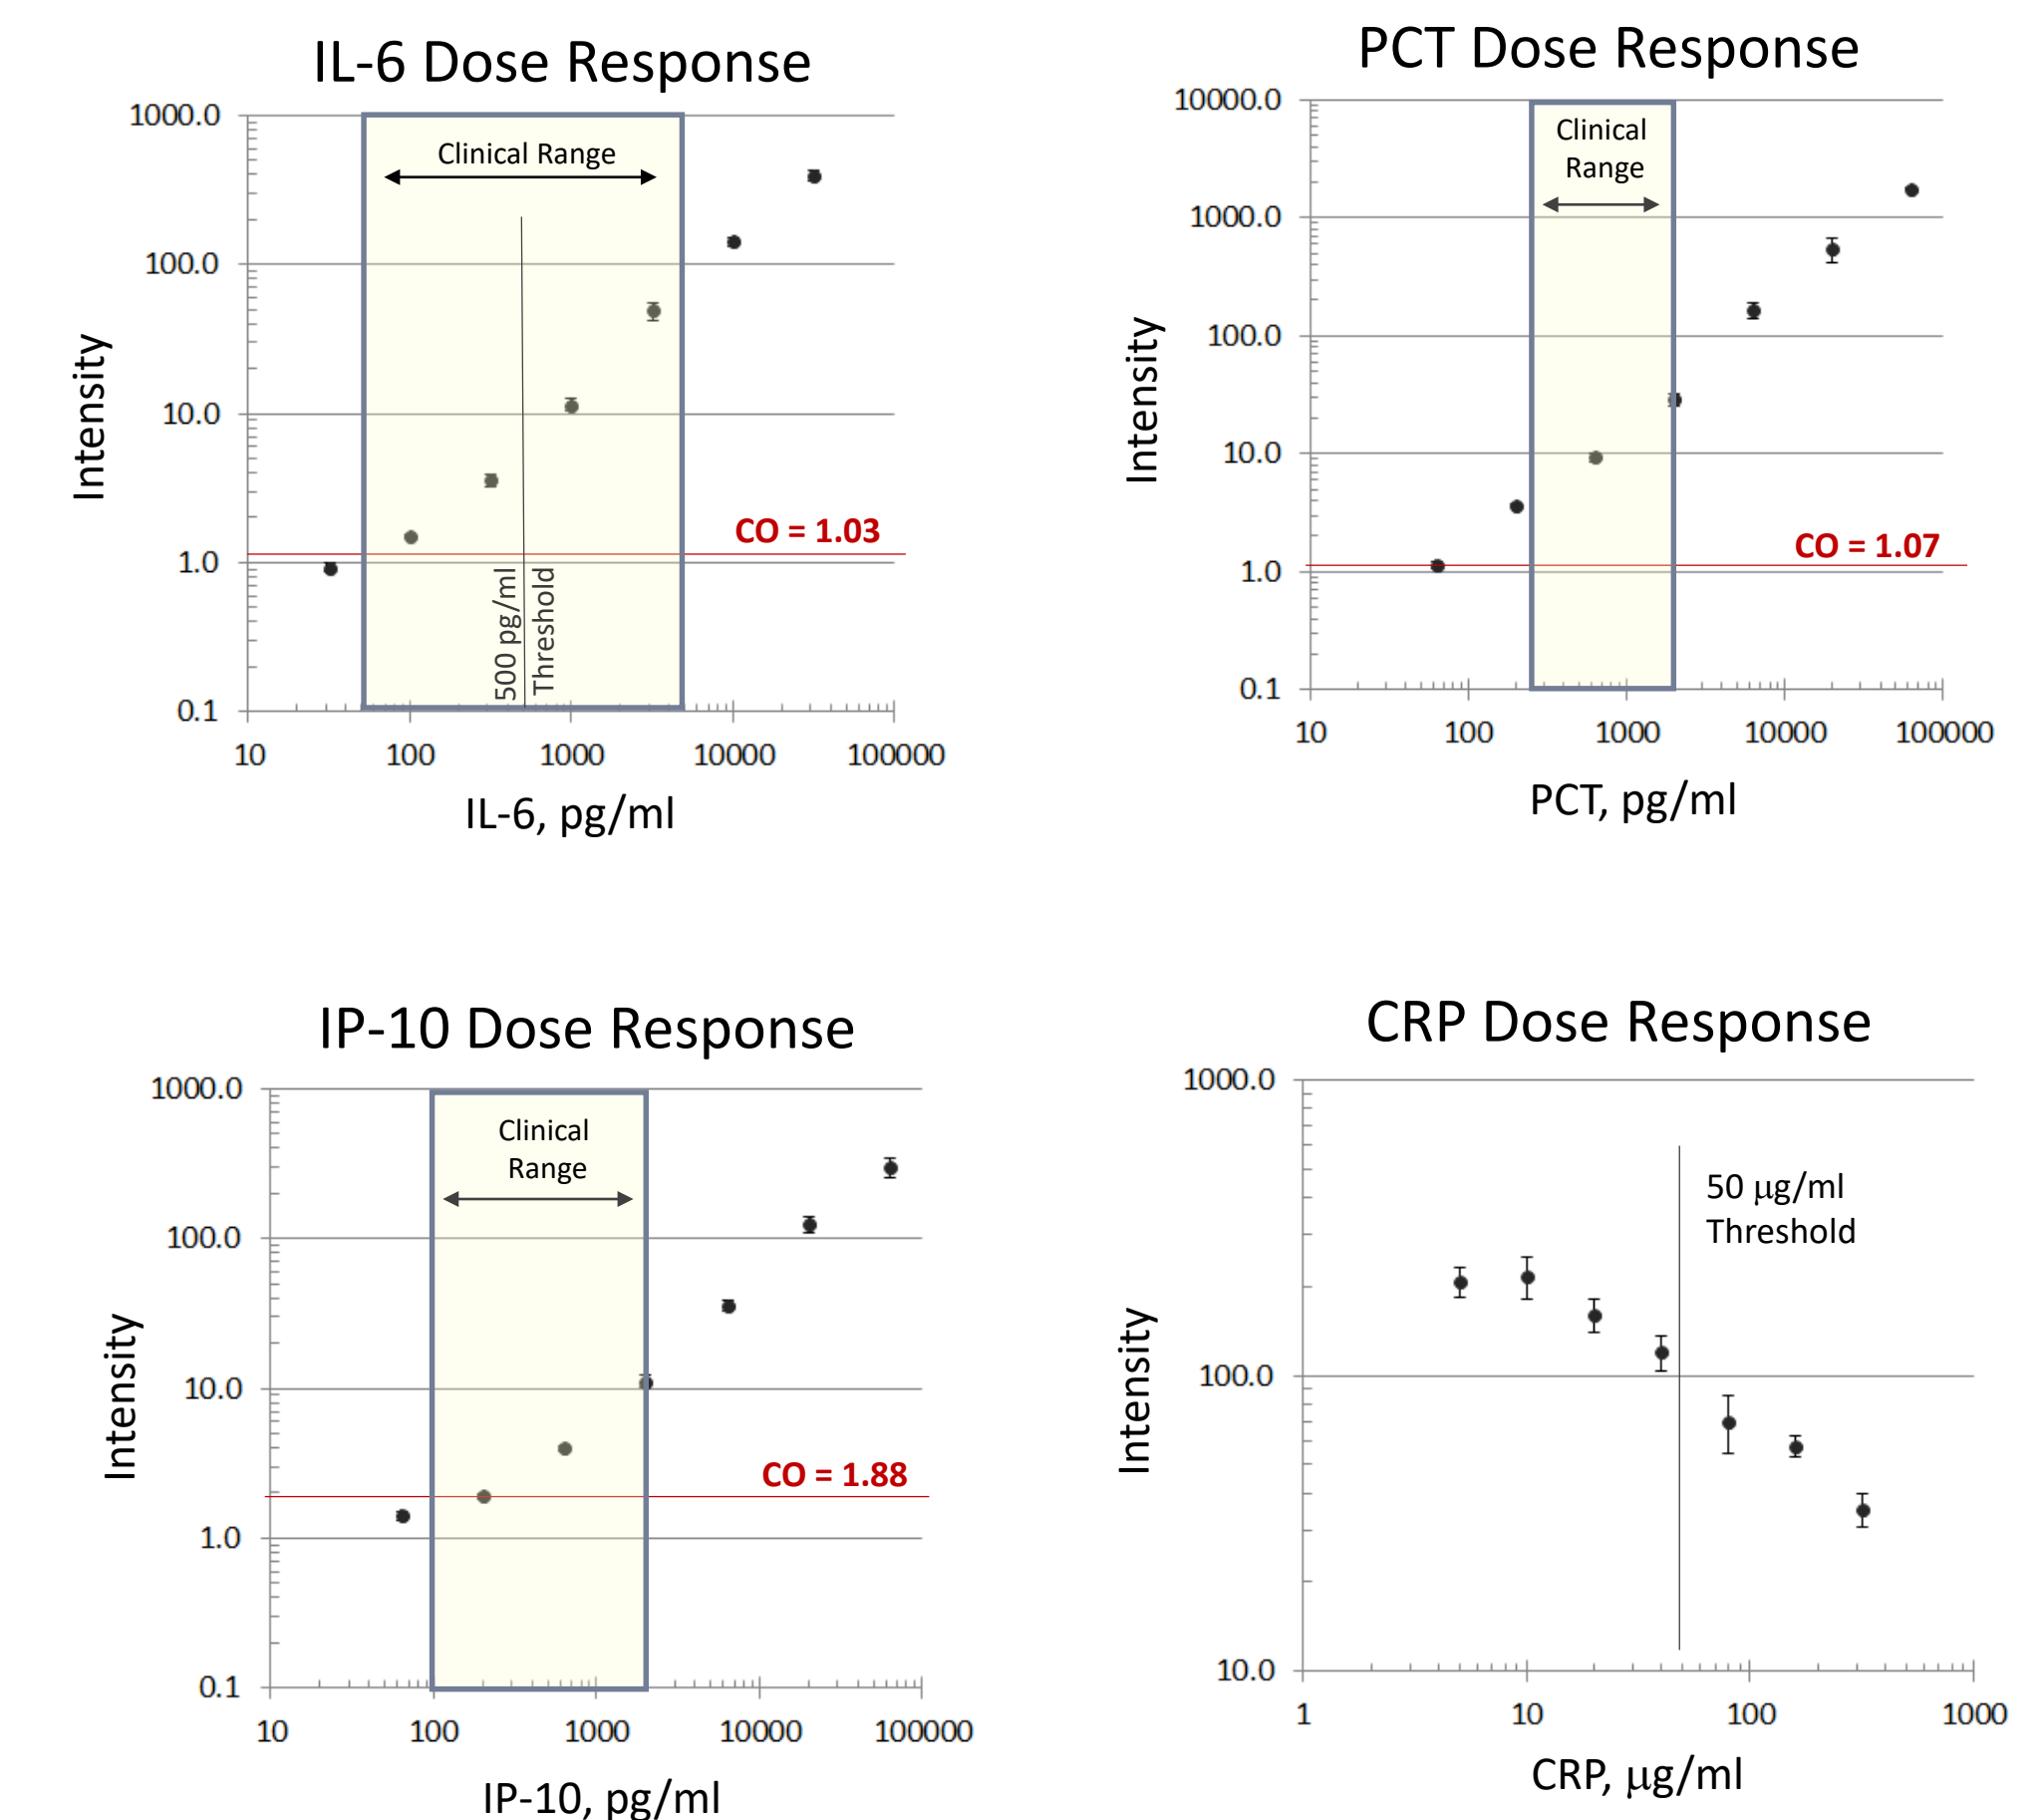 IL-6 Dose Response
1000.0
100.0
10.0
1.0
0.1
Intensity
Clinical Range
CO = 1.03
500 pg/ml
Threshold
10 100 1000 10000 100000
IL-6, pg/ml
PCT Dose Response
10000.0
1000.0
100.0
10.0
1.0
0.1
Intensity
Clinical
Range
CO = 1.07
10 100 1000 10000 100000
PCT, pg/ml
IP-10 Dose Response
1000.0
100.0
10.0
1.0
0.1
Intensity
Clinical
Range
CO = 1.88
10 100 1000 10000 100000
IP-10, pg/ml
CRP Dose Response
1000.0
100.0
10.0
Intensity
50 μg/ml
Threshold
1 10 100 1000
CRP, μg/ml